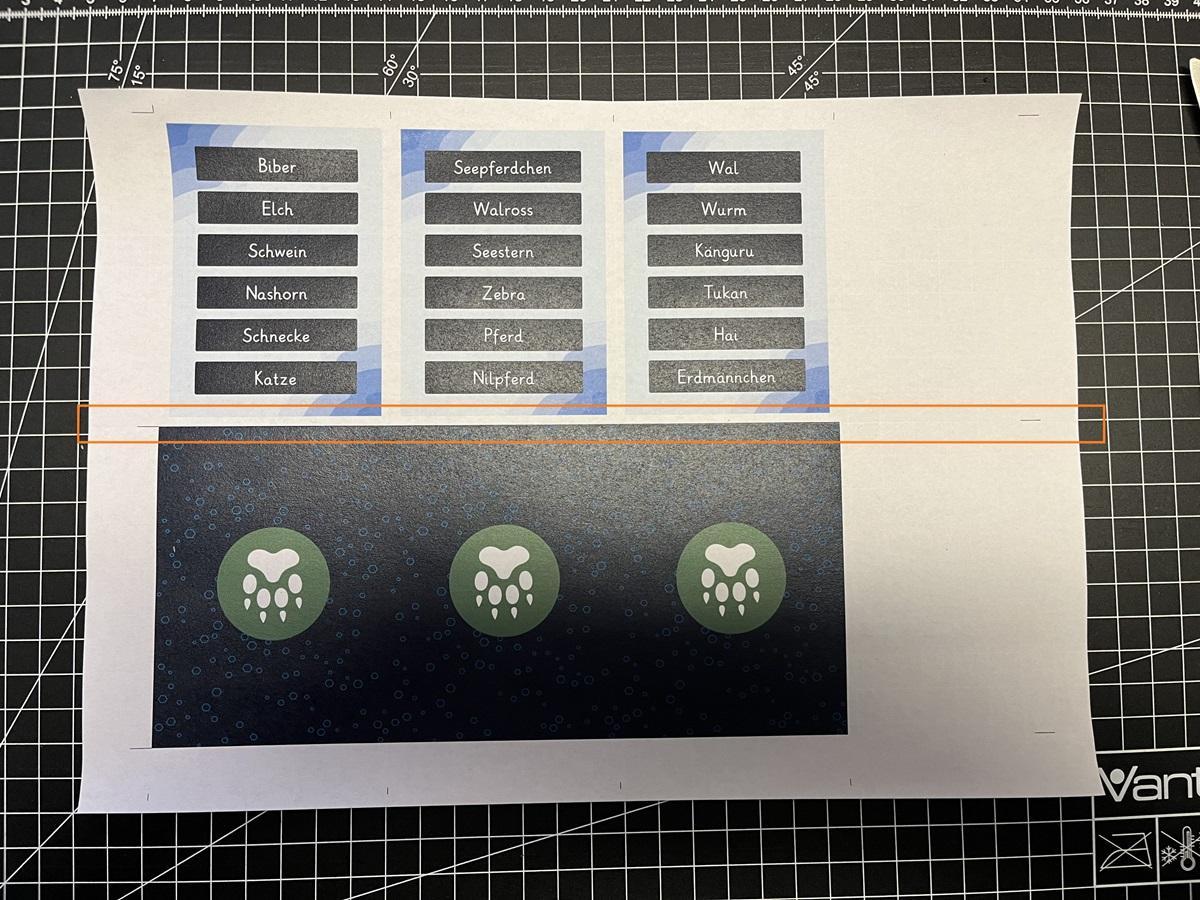 75°
15°
60°
30°
45°
45°
Biber
Elch
Schwein
Nashorn
Schnecke
Katze
Seepferdchen
Walross
Seestern
Zebra
Pferd
Nilpferd
Wal
Wurm
Känguru
Tukan
Hai
Erdmännchen
Vant